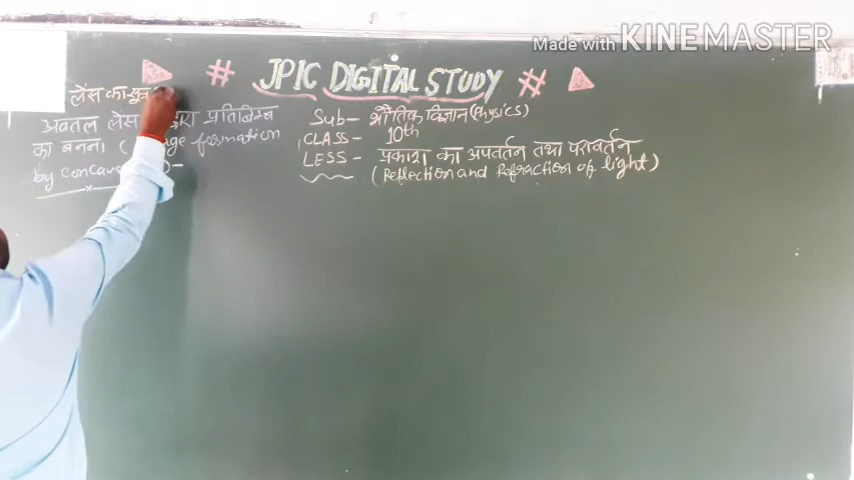 Made with KINEMASTER
# JPIC DIGITAL STUDY #
Sub- भौतिक विज्ञान (Physics)
CLASS- 10th
LESS- प्रकाश का अपवर्तन तथा परावर्तन
(Reflection and Refraction of light)
लेंस का सूत्र
अवतल लेंस द्वारा प्रतिबिम्ब
का बनना (formation
by concave)-